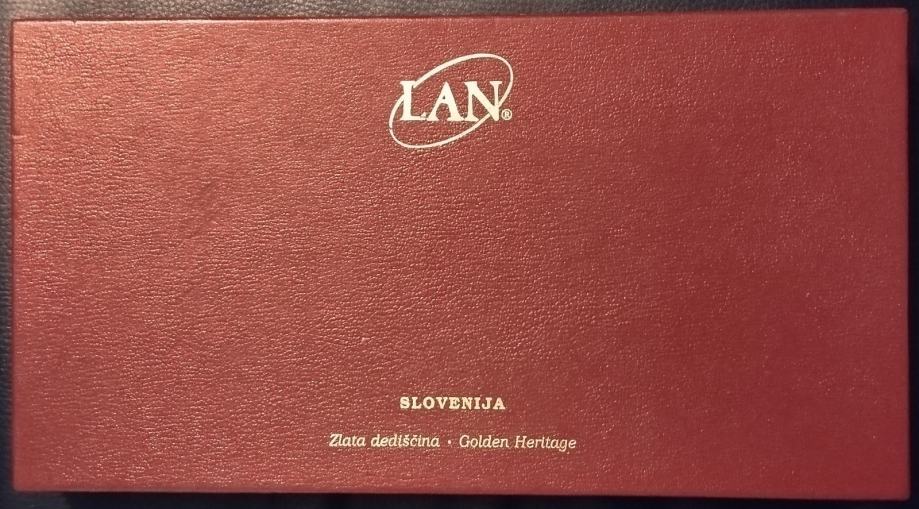 LAN®
SLOVENIJA
Zlata dediščina • Golden Heritage